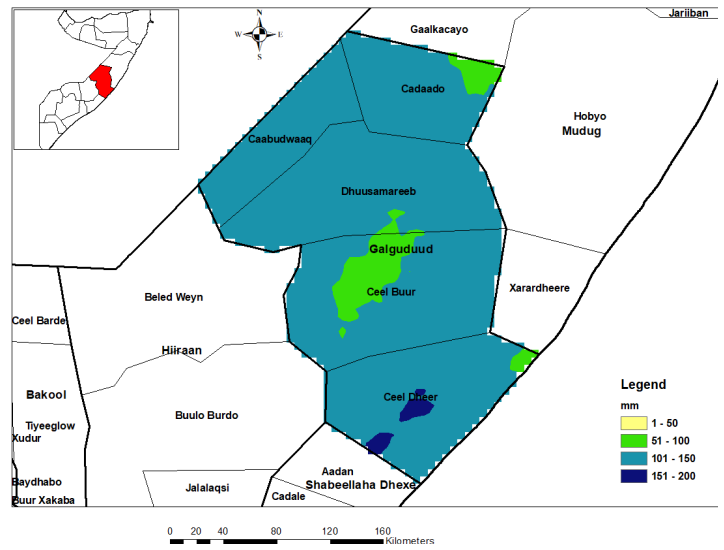 Jariiban
Gaalkacayo
N
W E
S
Cadaado
Hobyo
Mudug
Caabudwaaq
Dhuusamareeb
Galguduud
Ceel Buur
Xarardheere
Beled Weyn
Ceel Barde
Hiiraan
Bakool
Ceel Dheer
Buulo Burdo
Tiyeeglow
Xudur
Aadan
Shabeellaha Dhexe
Baydhabo
Jalalaqsi
Cadale
Buur Xakaba
Legend
mm
1 - 50
51 - 100
101 - 150
151 - 200
0 20 40 80 120 160
Kilometers